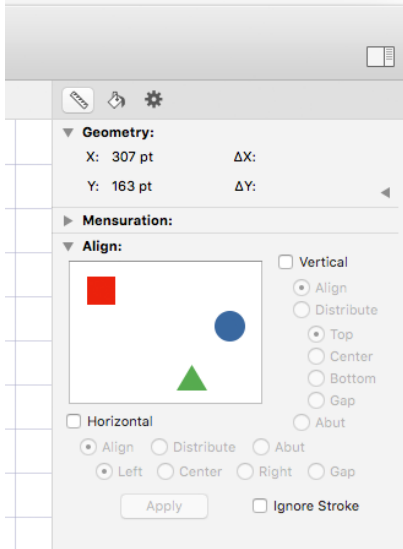 Geometry:
X: 307 pt ΔX:
Y: 163 pt ΔY:
Mensuration:
Align:
Vertical
Align
Distribute
Top
Center
Bottom
Gap
Abut
Horizontal
Align Distribute Abut
Left Center Right Gap
Apply Ignore Stroke